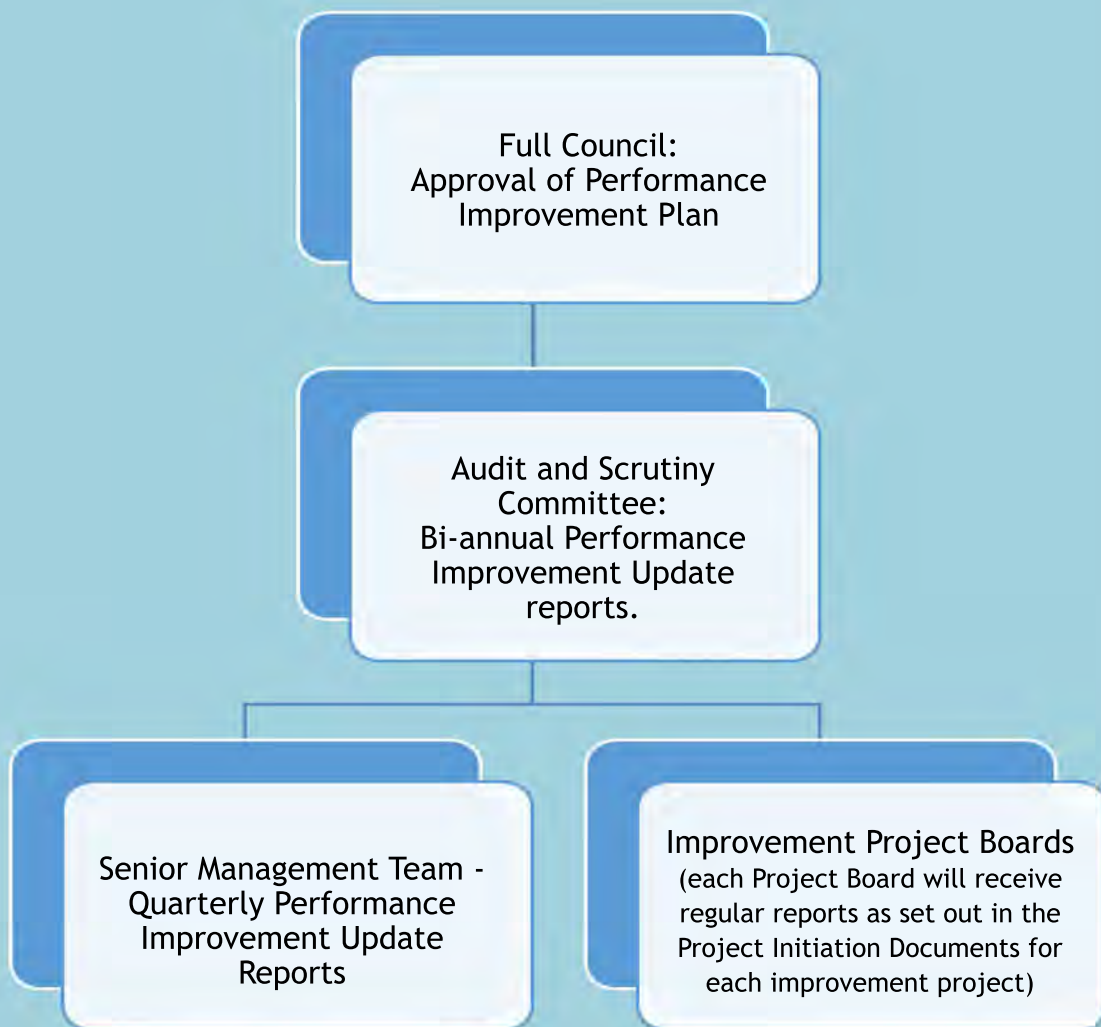 Full Council:
Approval of Performance
Improvement Plan
Audit and Scrutiny
Committee:
Bi-annual Performance
Improvement Update
reports.
Senior Management Team -
Quarterly Performance
Improvement Update
Reports
Improvement Project Boards
(each Project Board will receive
regular reports as set out in the
Project Initiation Documents for
each improvement project)